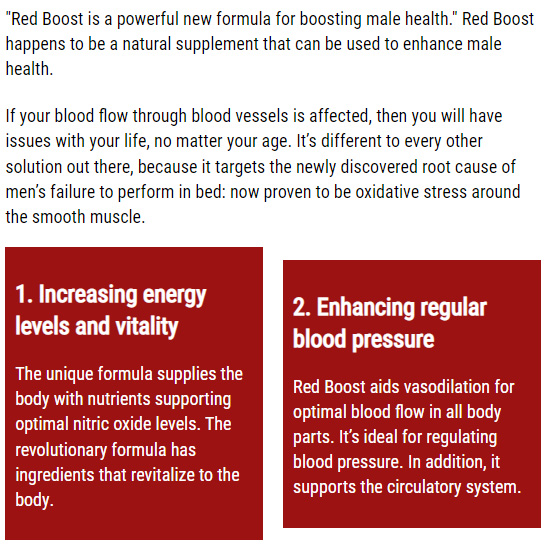 "Red Boost is a powerful new formula for boosting male health." Red Boost
happens to be a natural supplement that can be used to enhance male
health.
If your blood flow through blood vessels is affected, then you will have
issues with your life, no matter your age. It’s different to every other
solution out there, because it targets the newly discovered root cause of
men’s failure to perform in bed: now proven to be oxidative stress around
the smooth muscle.
1. Increasing energy
levels and vitality
The unique formula supplies the
body with nutrients supporting
optimal nitric oxide levels. The
revolutionary formula has
ingredients that revitalize to the
body.
2. Enhancing regular
blood pressure
Red Boost aids vasodilation for
optimal blood flow in all body
parts. It’s ideal for regulating
blood pressure. In addition, it
supports the circulatory system.